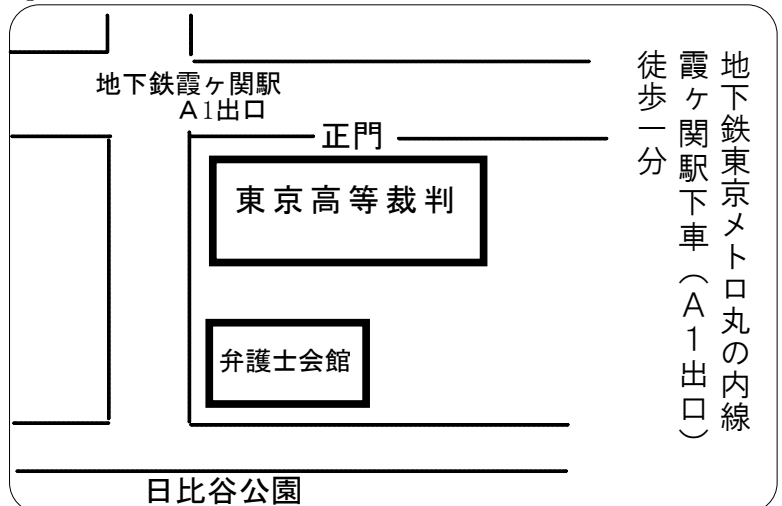 地下鉄東京メトロ丸の内線
霞ヶ関駅下車（Ａ１出口）
徒歩一分
地下鉄霞ヶ関駅
Ａ1出口
正門
東京高等裁判
弁護士会館
日比谷公園